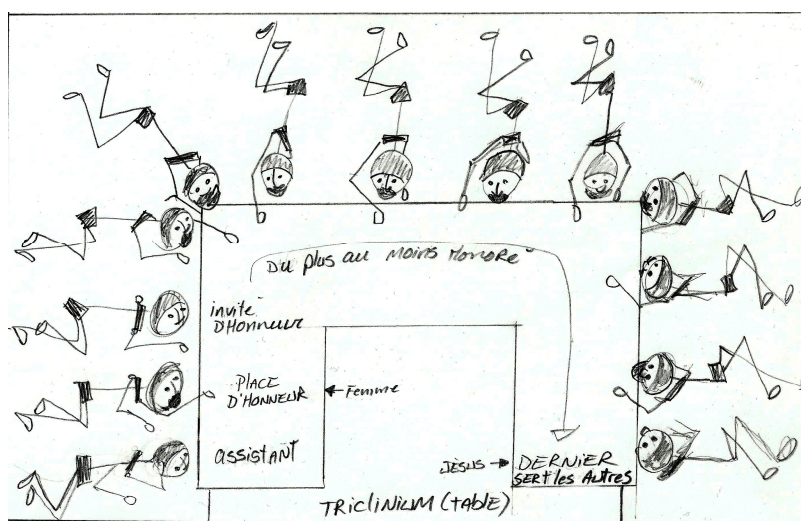 Du plus au moins Honoré
invité
D'Honneur
PLACE
D'HONNEUR
Femme
assistant
Jésus
DERNIER
sert les Autres
TRICLINIUM (TABLE)